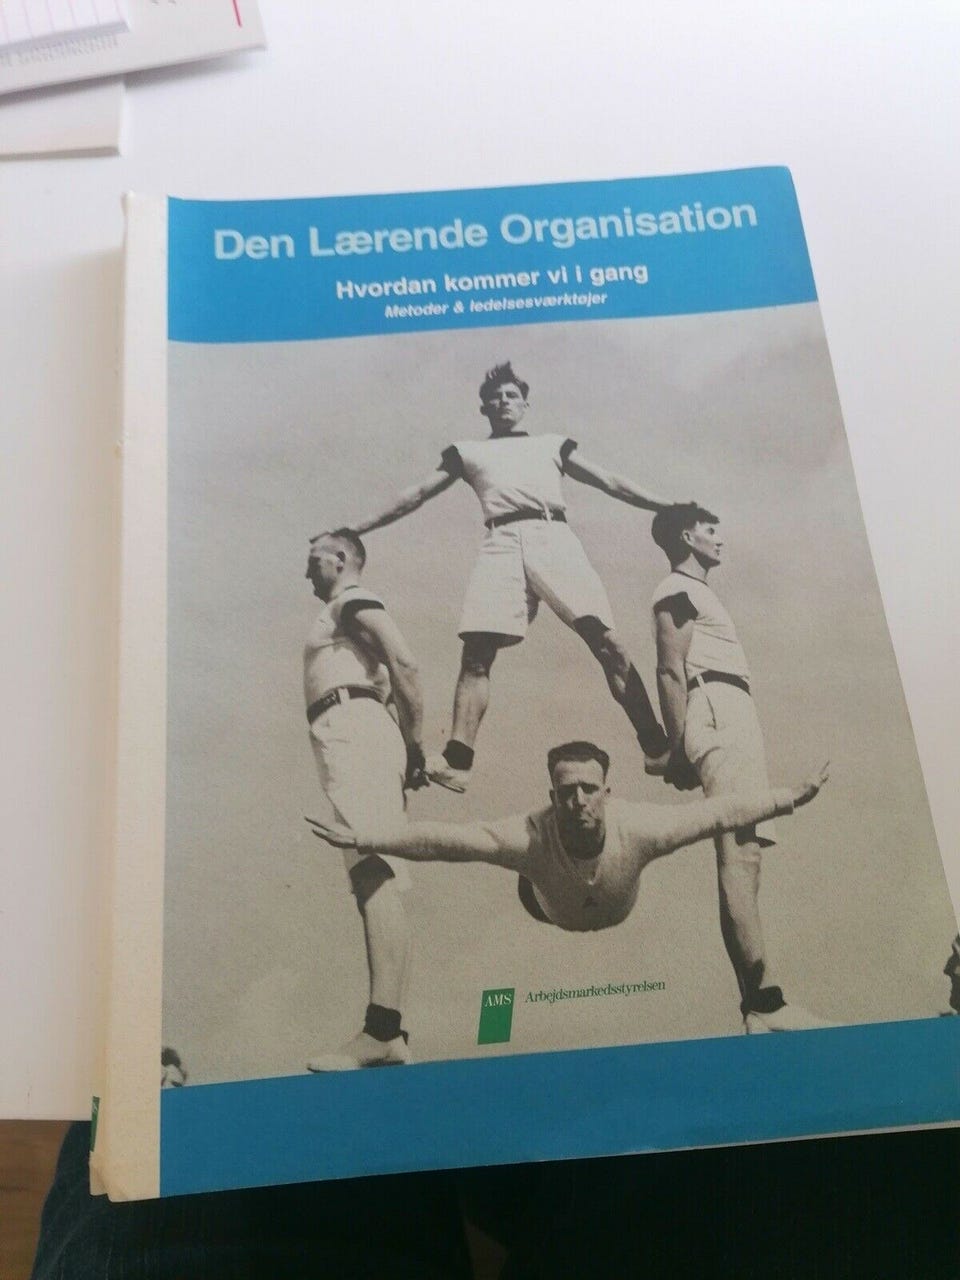 Den Lærende Organisation
Hvordan kommer vi i gang
Metoder & ledelsesværktøjer
AMS Arbejdsmarkedsstyrelsen